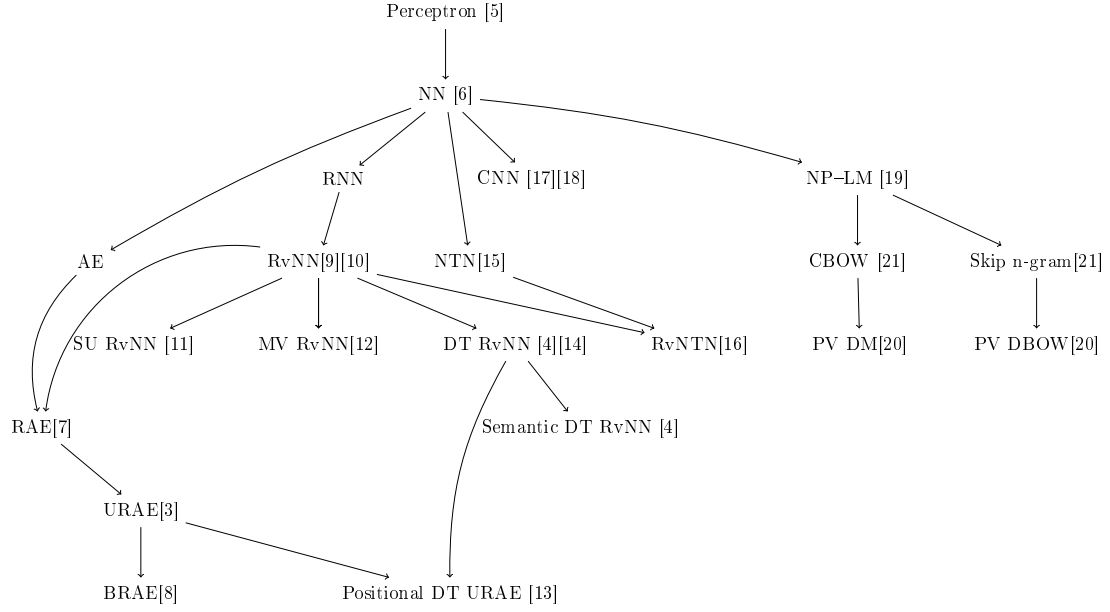 Perceptron [5]
NN [6]
RNN
CNN [17][18]
NP–LM [19]
AE
RvNN[9][10]
NTN[15]
CBOW [21]
Skip n-gram[21]
SU RvNN [11]
MV RvNN[12]
DT RvNN [4][14]
RvNTN[16]
PV DM[20]
PV DBOW[20]
RAE[7]
Semantic DT RvNN [4]
URAE[3]
BRAE[8]
Positional DT URAE [13]